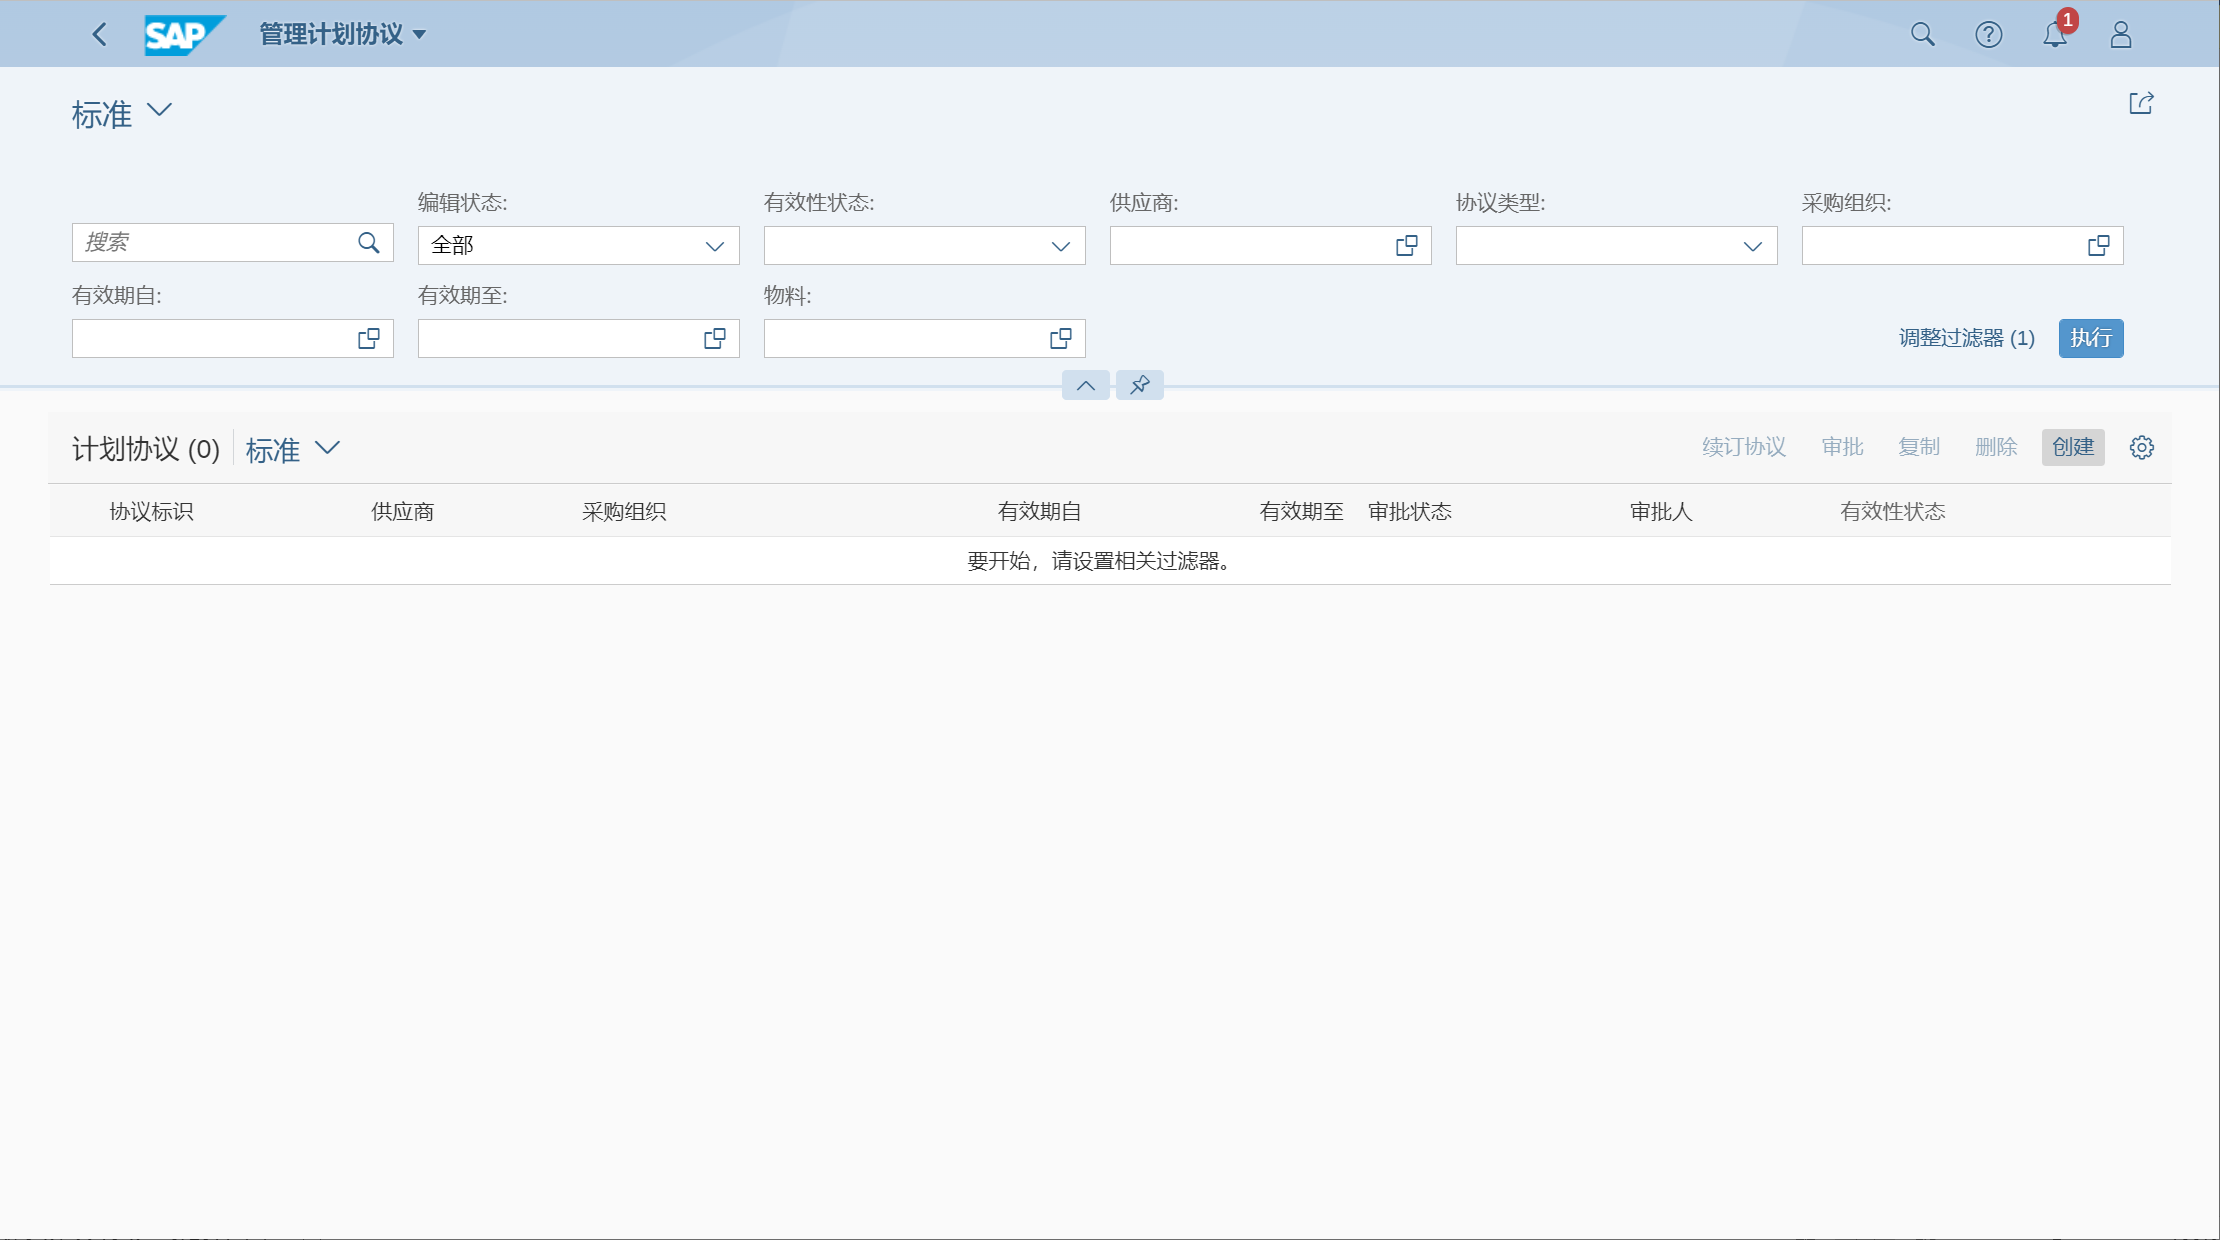 SAP 管理计划协议 1
标准
编辑状态: 有效性状态: 供应商: 协议类型: 采购组织:
搜索 全部
有效期自: 有效期至: 物料:
调整过滤器 (1) 执行
计划协议 (0) 标准 续订协议 审批 复制 删除 创建
协议标识 供应商 采购组织 有效期自 有效期至 审批状态 审批人 有效性状态
要开始，请设置相关过滤器。